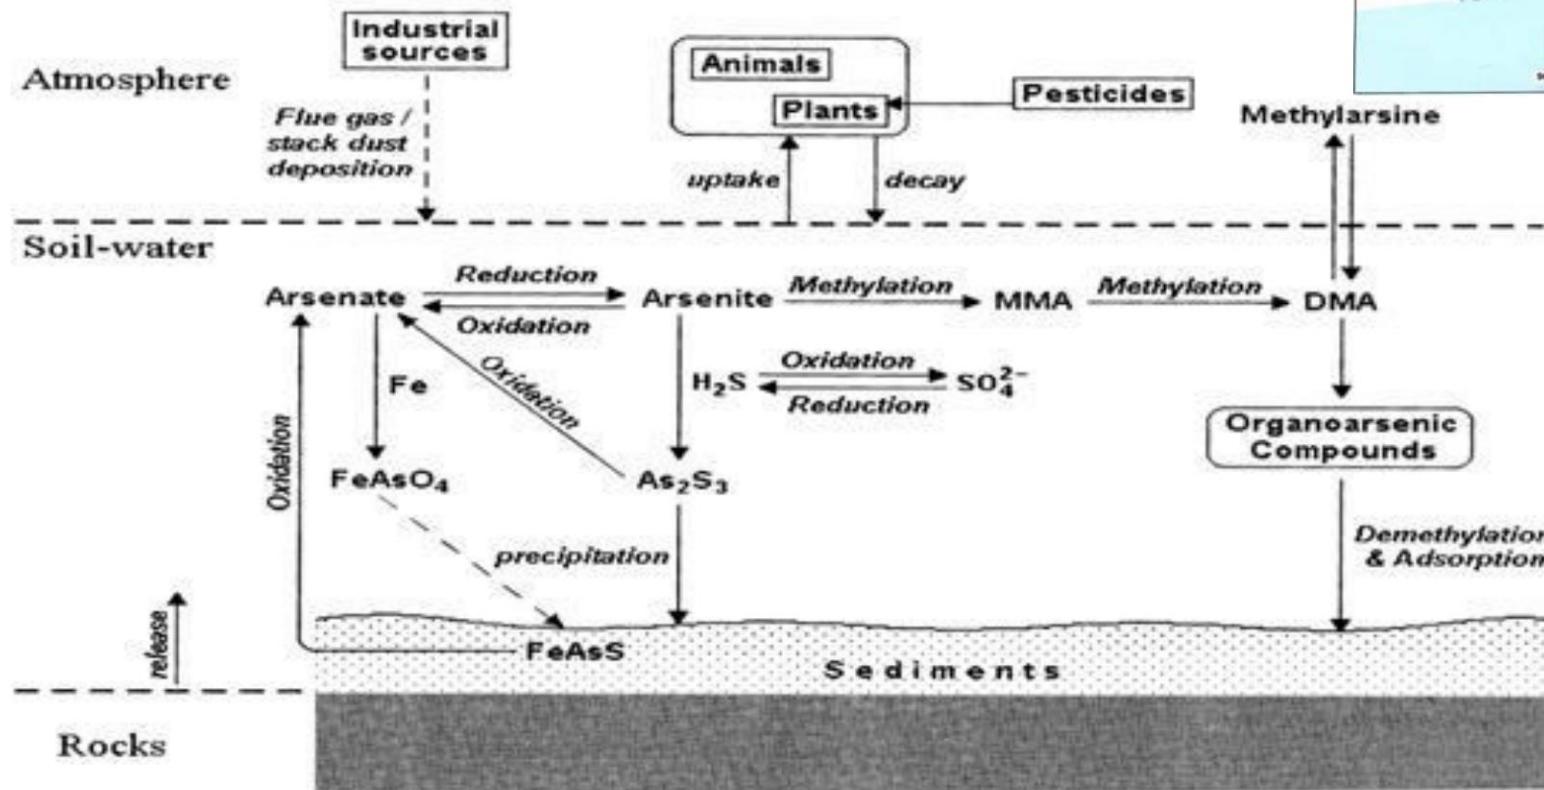 Industrial
sources
Atmosphere
Animals
Plants
Pesticides
Methylarsine
Flue gas /
stack dust
deposition
uptake
decay
Soil-water
Arsenate
Reduction
Oxidation
Arsenite
Methylation
MMA
Methylation
DMA
Fe
Oxidation
H₂S
Oxidation
Reduction
SO₄²⁻
Organoarsenic
Compounds
Oxidation
FeAsO₄
As₂S₃
precipitation
Demethylation
& Adsorption
release
FeAsS
Sediments
Rocks